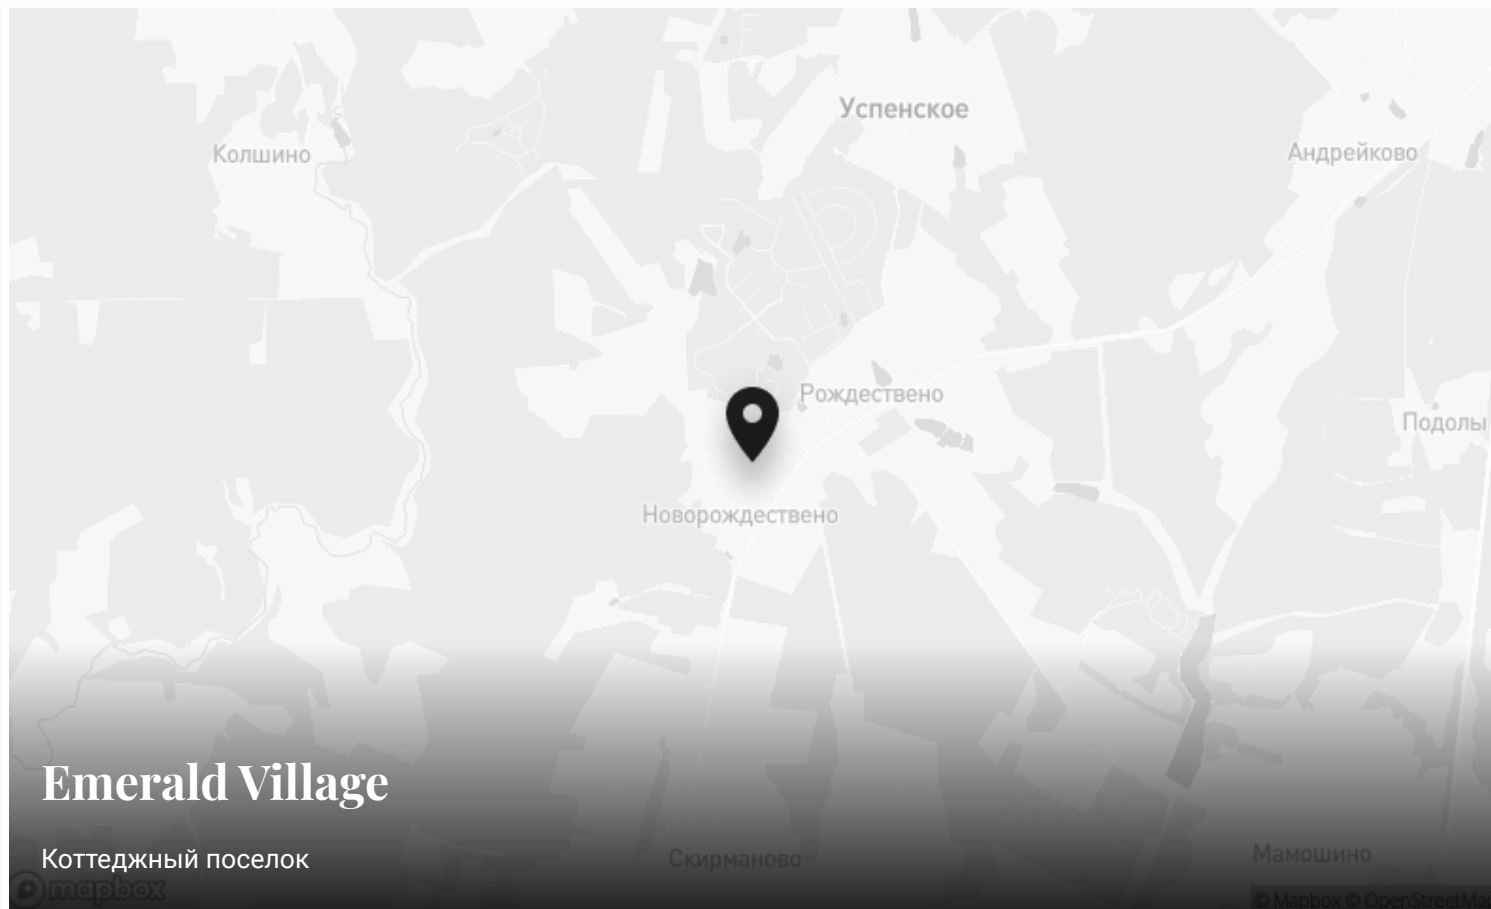 Успенское
Колшино
Андрейково
Рождествено
Подолы
Новорождествено
Emerald Village
Коттеджный поселок
Скирманово
Мамошино
mapbox
© Mapbox © OpenStreetMap